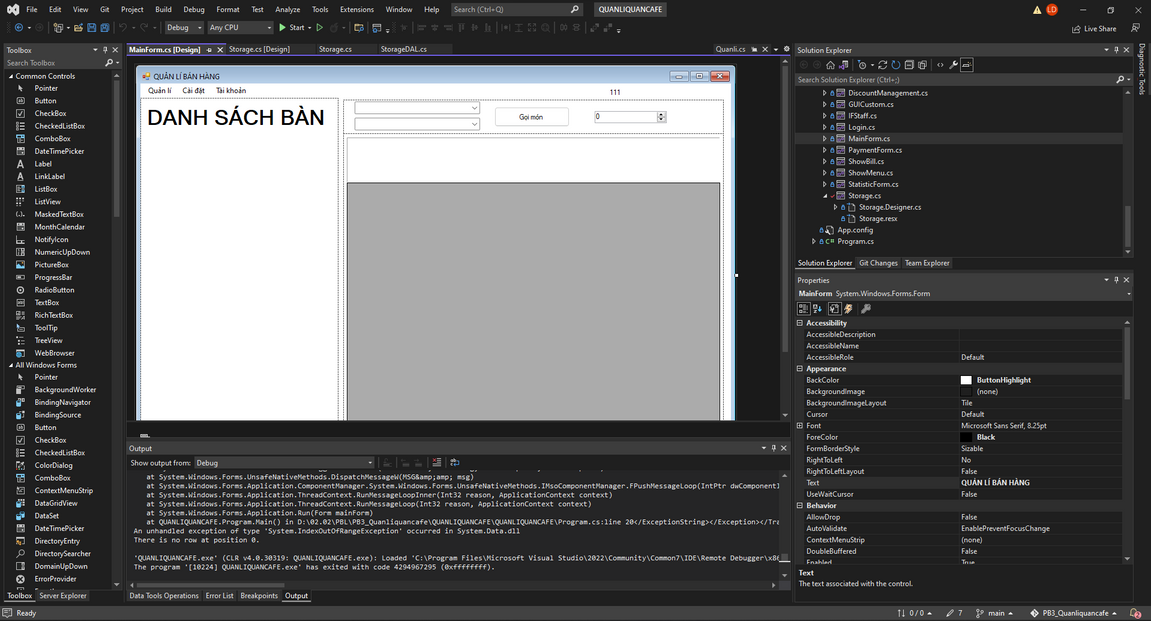 File Edit View Git Project Build Debug Format Test Analyze Tools Extensions Window Help Search (Ctrl+Q) QUANLIQUANCAFE LD
Debug Any CPU Start Live Share
Toolbox
Search Toolbox
Common Controls
Pointer
Button
CheckBox
CheckedListBox
ComboBox
DateTimePicker
Label
LinkLabel
ListBox
ListView
MaskedTextBox
MonthCalendar
NotifyIcon
NumericUpDown
PictureBox
ProgressBar
RadioButton
TextBox
RichTextBox
ToolTip
TreeView
WebBrowser
All Windows Forms
Pointer
BackgroundWorker
BindingNavigator
BindingSource
Button
CheckBox
CheckedListBox
ColorDialog
ComboBox
ContextMenuStrip
DataGridView
DataSet
DateTimePicker
DirectoryEntry
DirectorySearcher
DomainUpDown
ErrorProvider
Toolbox Server Explorer
MainForm.cs [Design] Storage.cs [Design] Storage.cs StorageDAL.cs Quanli.cs
QUÁN LÍ BÁN HÀNG
Quản lí Cài đặt Tài khoản
111
DANH SÁCH BÀN
Gọi món
0
Output
Show output from: Debug
at System.Windows.Forms.UnsafeNativeMethods.DispatchMessageW(MSG&amp;amp; msg)
at System.Windows.Forms.Application.ComponentManager.System.Windows.Forms.UnsafeNativeMethods.IMsoComponentManager.FPushMessageLoop(IntPtr dwComponentI
at System.Windows.Forms.Application.ThreadContext.RunMessageLoopInner(Int32 reason, ApplicationContext context)
at System.Windows.Forms.Application.ThreadContext.RunMessageLoop(Int32 reason, ApplicationContext context)
at System.Windows.Forms.Application.Run(Form mainForm)
at QUANLIQUANCAFE.Program.Main() in D:\02.02\PBL\PB3_Quanliquancafe\QUANLIQUANCAFE\QUANLIQUANCAFE\Program.cs:line 20</ExceptionString></Exception></Tra
An unhandled exception of type 'System.IndexOutOfRangeException' occurred in System.Data.dll
There is no row at position 0.
'QUANLIQUANCAFE.exe' (CLR v4.0.30319: QUANLIQUANCAFE.exe): Loaded 'C:\Program Files\Microsoft Visual Studio\2022\Community\Common7\IDE\Remote Debugger\x86
The program '[10224] QUANLIQUANCAFE.exe' has exited with code 4294967295 (0xffffffff).
Data Tools Operations Error List Breakpoints Output
Solution Explorer
Search Solution Explorer (Ctrl+;)
DiscountManagement.cs
GUICustom.cs
IFStaff.cs
Login.cs
MainForm.cs
PaymentForm.cs
ShowBill.cs
ShowMenu.cs
StatisticForm.cs
Storage.cs
Storage.Designer.cs
Storage.resx
App.config
C# Program.cs
Solution Explorer Git Changes Team Explorer
Properties
MainForm System.Windows.Forms.Form
Accessibility
AccessibleDescription
AccessibleName
AccessibleRole Default
Appearance
BackColor ButtonHighlight
BackgroundImage (none)
BackgroundImageLayout Tile
Cursor Default
Font Microsoft Sans Serif, 8.25pt
ForeColor Black
FormBorderStyle Sizable
RightToLeft No
RightToLeftLayout False
Text QUÁN LÍ BÁN HÀNG
UseWaitCursor False
Behavior
AllowDrop False
AutoValidate EnablePreventFocusChange
ContextMenuStrip (none)
DoubleBuffered False
Enabled True
Text
The text associated with the control.
Diagnostic Tools
Ready 0 / 0 7 main PB3_Quanliquancafe 2